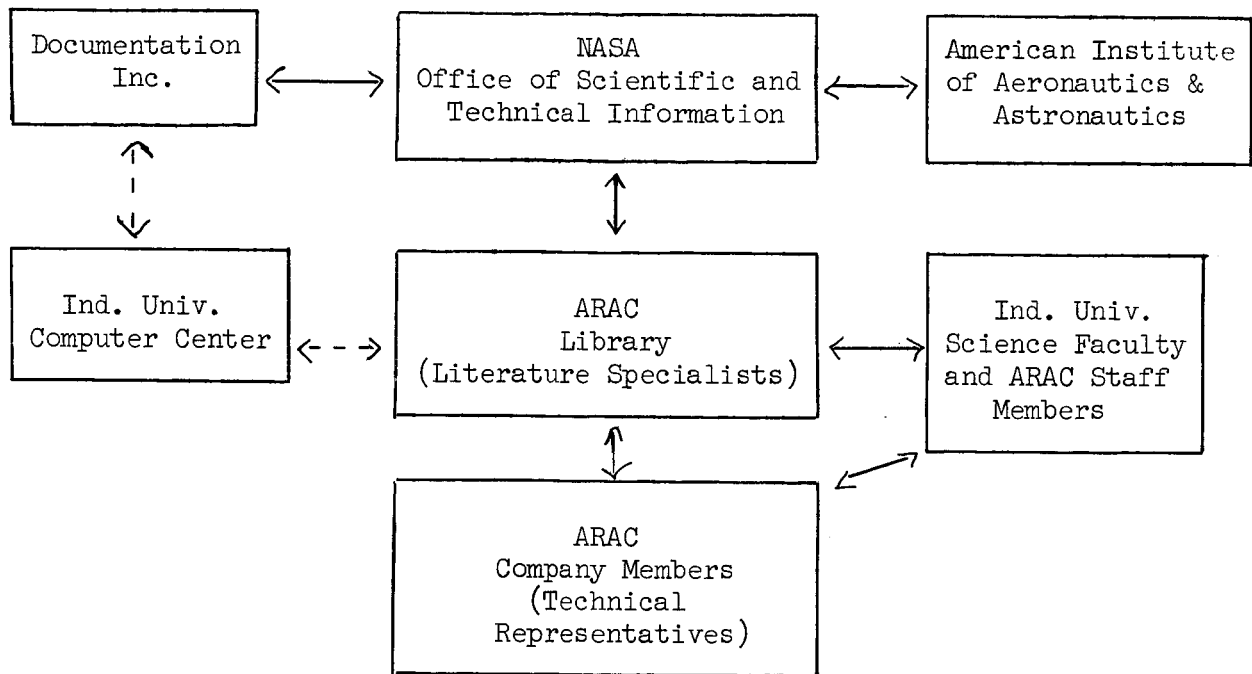 Documentation
Inc.
NASA
Office of Scientific and
Technical Information
American Institute
of Aeronautics &
Astronautics
Ind. Univ.
Computer Center
ARAC
Library
(Literature Specialists)
Ind. Univ.
Science Faculty
and ARAC Staff
Members
ARAC
Company Members
(Technical
Representatives)